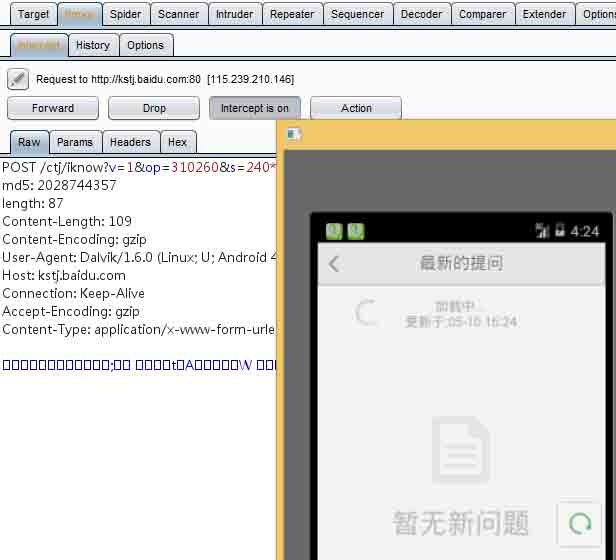 Target Proxy Spider Scanner Intruder Repeater Sequencer Decoder Comparer Extender Option
Intercept History Options
Request to http://kstj.baidu.com:80 [115.239.210.146]
Forward Drop Intercept is on Action
Raw Params Headers Hex
POST /ctj/iknow?v=1&op=310260&s=240*
md5: 2028744357
length: 87
Content-Length: 109
Content-Encoding: gzip
User-Agent: Dalvik/1.6.0 (Linux; U; Android 4
Host: kstj.baidu.com
Connection: Keep-Alive
Accept-Encoding: gzip
Content-Type: application/x-www-form-urle
4:24
最新的提问
加载中...
更新于:05-10 16:24
暂无新问题